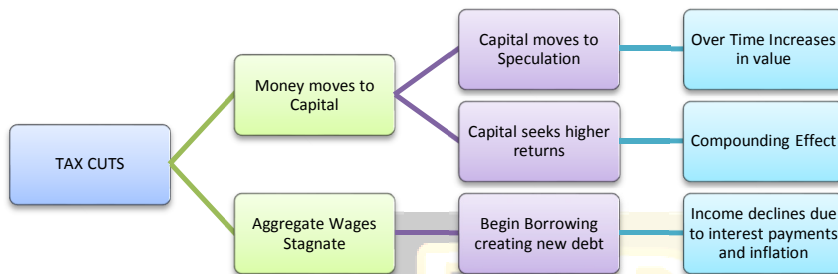 TAX CUTS
Money moves to
Capital
Capital moves to
Speculation
Over Time Increases
in value
Capital seeks higher
returns
Compounding Effect
Aggregate Wages
Stagnate
Begin Borrowing
creating new debt
Income declines due
to interest payments
and inflation